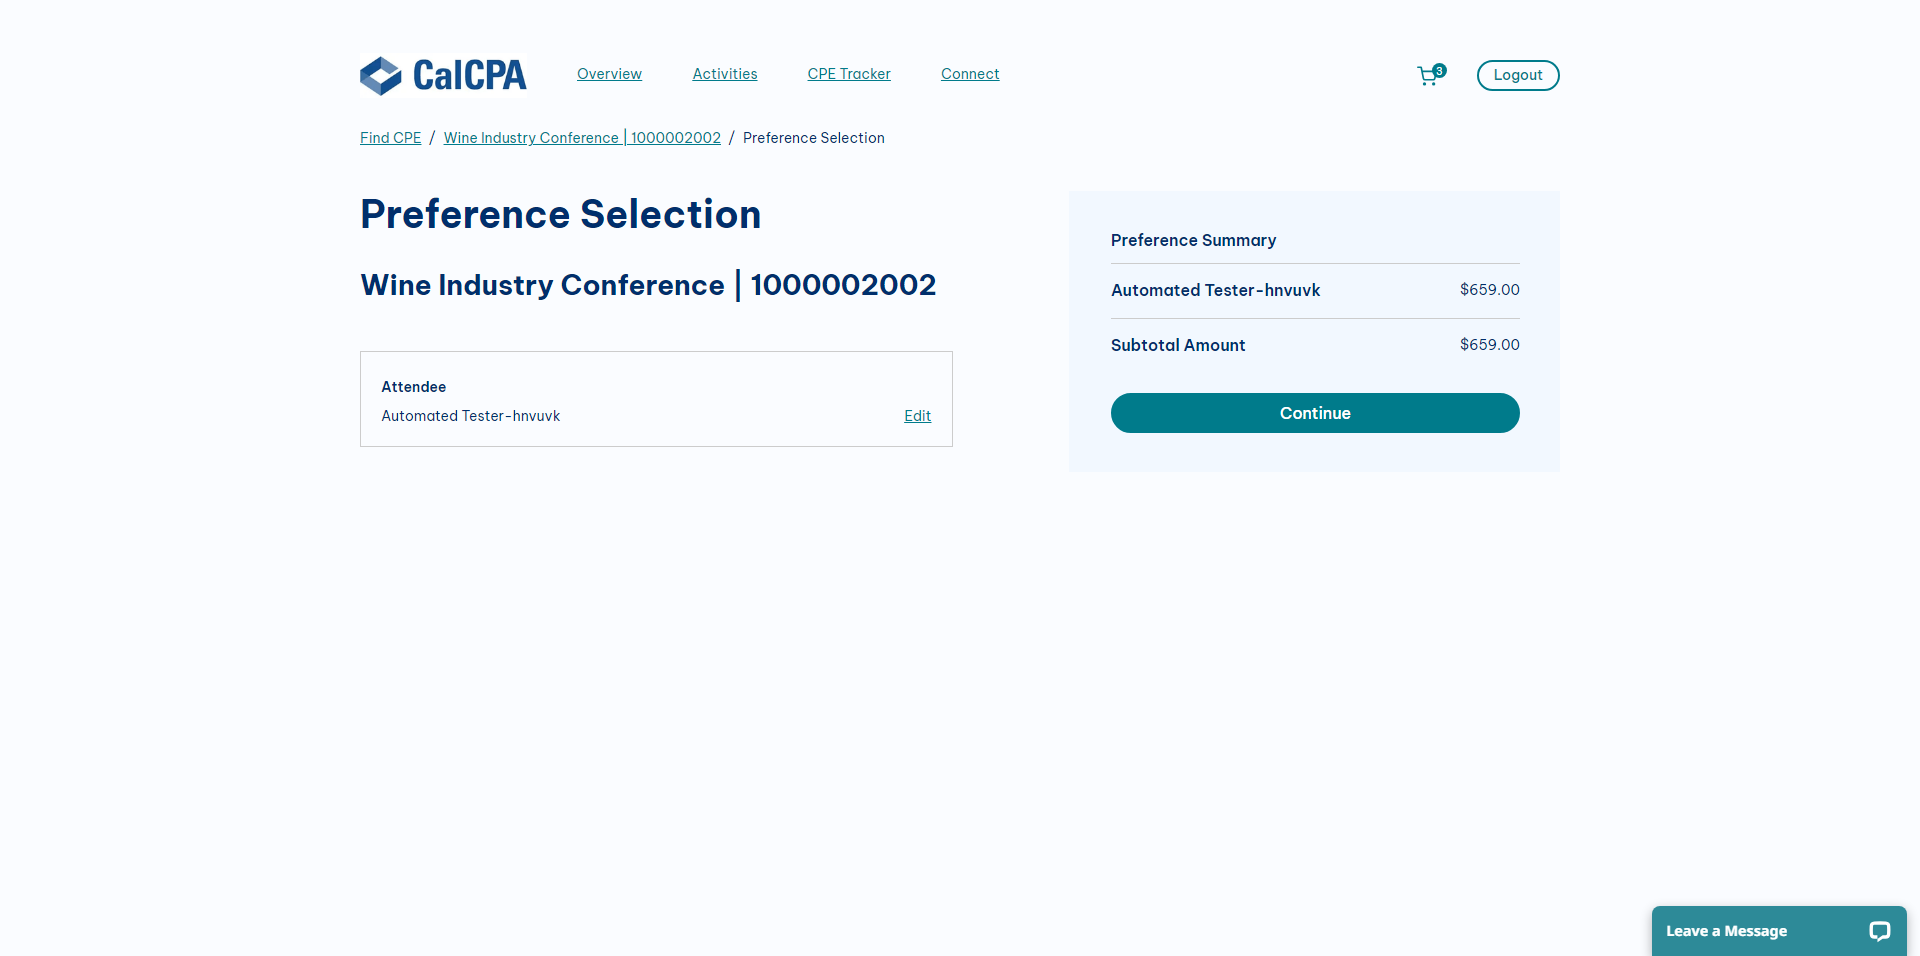 CalCPA
Overview
Activities
CPE Tracker
Connect
3
Logout
Find CPE / Wine Industry Conference | 1000002002 / Preference Selection
Preference Selection
Wine Industry Conference | 1000002002
Attendee
Automated Tester-hnvuvk
Edit
Preference Summary
Automated Tester-hnvuvk $659.00
Subtotal Amount $659.00
Continue
Leave a Message